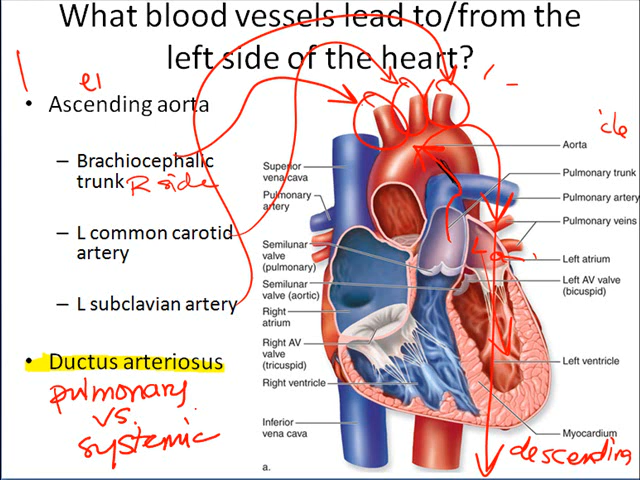 What blood vessels lead to/from the
left side of the heart?
el
• Ascending aorta
– Brachiocephalic
trunk R side
– L common carotid
artery
– L subclavian artery
• Ductus arteriosus
pulmonary
vs.
systemic
Superior
vena cava
Pulmonary
artery
Semilunar
valve
(pulmonary)
Semilunar
valve (aortic)
Right
atrium
Right AV
valve
(tricuspid)
Right ventricle
Inferior
vena cava
a.
cle
Aorta
Pulmonary trunk
Pulmonary artery
Pulmonary veins
Left atrium
Left AV valve
(bicuspid)
Left ventricle
Myocardium
descending